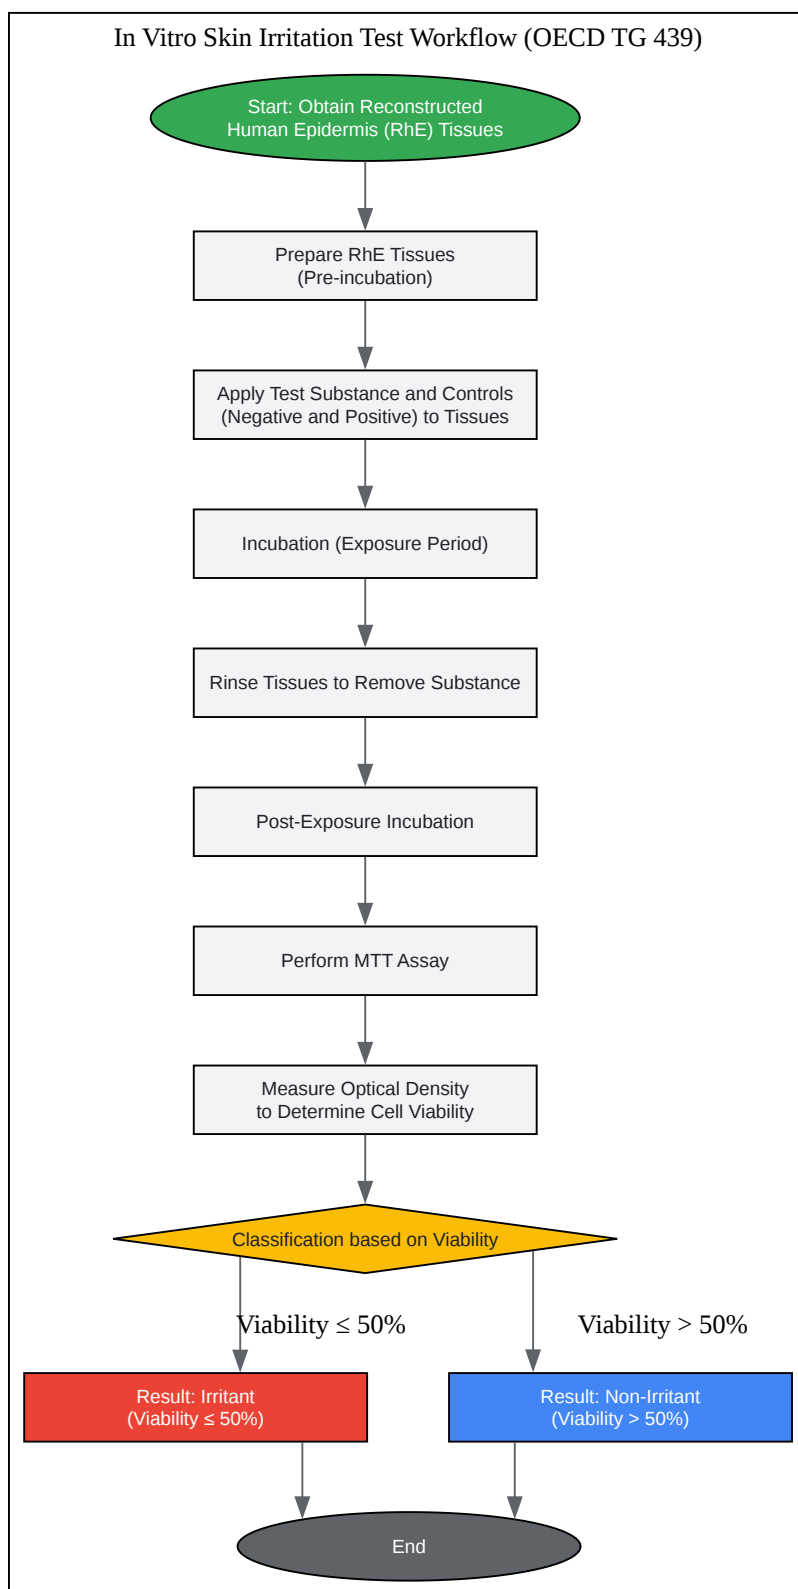 In Vitro Skin Irritation Test Workflow (OECD TG 439)
Start: Obtain Reconstructed
Human Epidermis (RhE) Tissues
Prepare RhE Tissues
(Pre-incubation)
Apply Test Substance and Controls
(Negative and Positive) to Tissues
Incubation (Exposure Period)
Rinse Tissues to Remove Substance
Post-Exposure Incubation
Perform MTT Assay
Measure Optical Density
to Determine Cell Viability
Classification based on Viability
Viability ≤ 50%
Viability > 50%
Result: Irritant
(Viability ≤ 50%)
Result: Non-Irritant
(Viability > 50%)
End